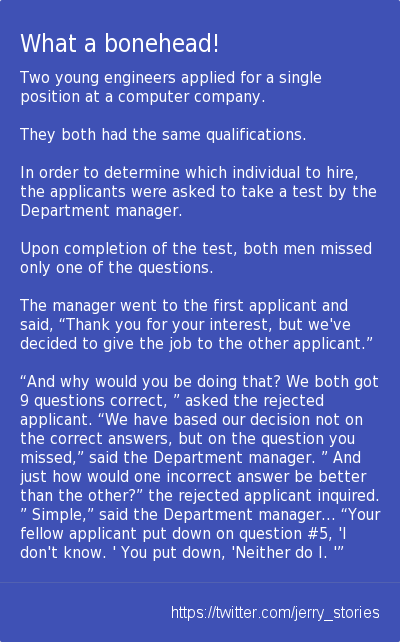 What a bonehead!
Two young engineers applied for a single
position at a computer company.
They both had the same qualifications.
In order to determine which individual to hire,
the applicants were asked to take a test by the
Department manager.
Upon completion of the test, both men missed
only one of the questions.
The manager went to the first applicant and
said, “Thank you for your interest, but we've
decided to give the job to the other applicant.”
“And why would you be doing that? We both got
9 questions correct, ” asked the rejected
applicant. “We have based our decision not on
the correct answers, but on the question you
missed,” said the Department manager. ” And
just how would one incorrect answer be better
than the other?” the rejected applicant inquired.
” Simple,” said the Department manager… “Your
fellow applicant put down on question #5, 'I
don't know. ' You put down, 'Neither do I. '”
https://twitter.com/jerry_stories